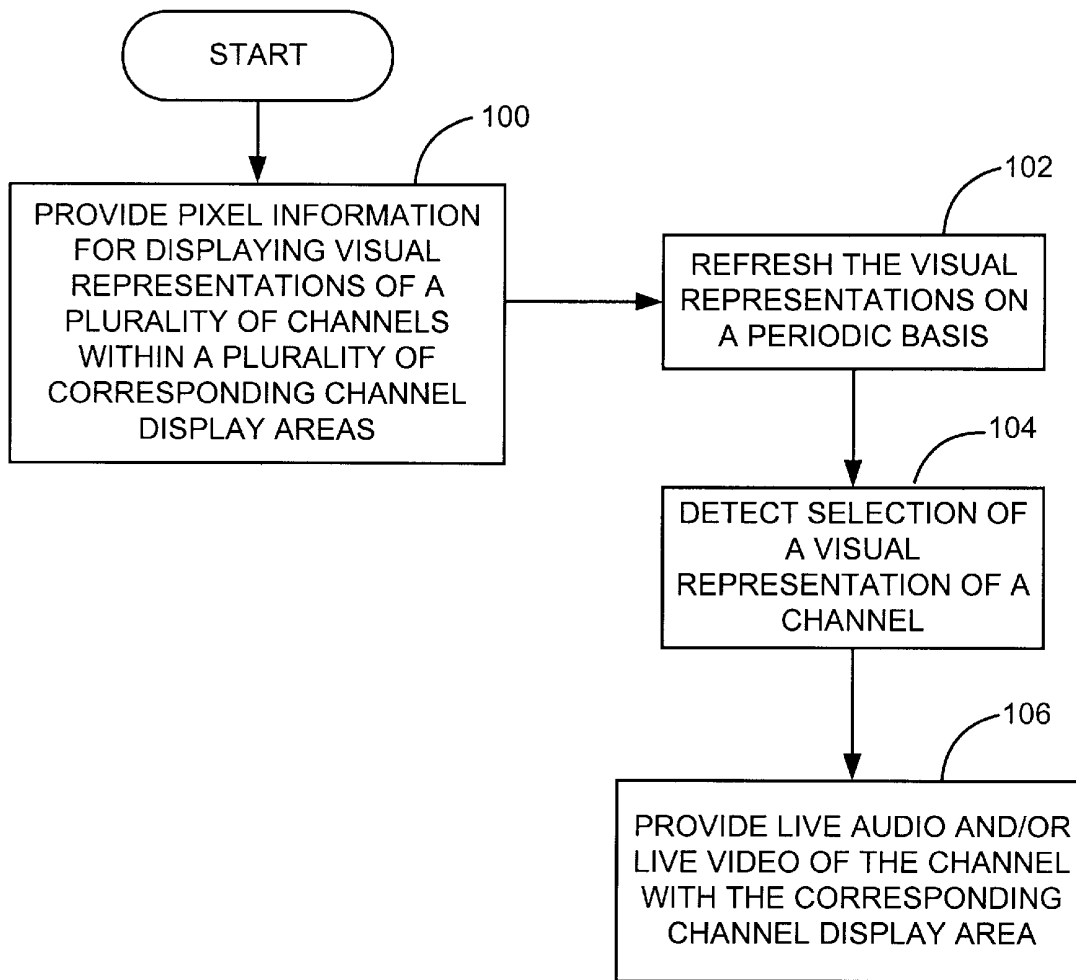 START
100
PROVIDE PIXEL INFORMATION
FOR DISPLAYING VISUAL
REPRESENTATIONS OF A
PLURALITY OF CHANNELS
WITHIN A PLURALITY OF
CORRESPONDING CHANNEL
DISPLAY AREAS
102
REFRESH THE VISUAL
REPRESENTATIONS ON
A PERIODIC BASIS
104
DETECT SELECTION OF
A VISUAL
REPRESENTATION OF A
CHANNEL
106
PROVIDE LIVE AUDIO AND/OR
LIVE VIDEO OF THE CHANNEL
WITH THE CORRESPONDING
CHANNEL DISPLAY AREA